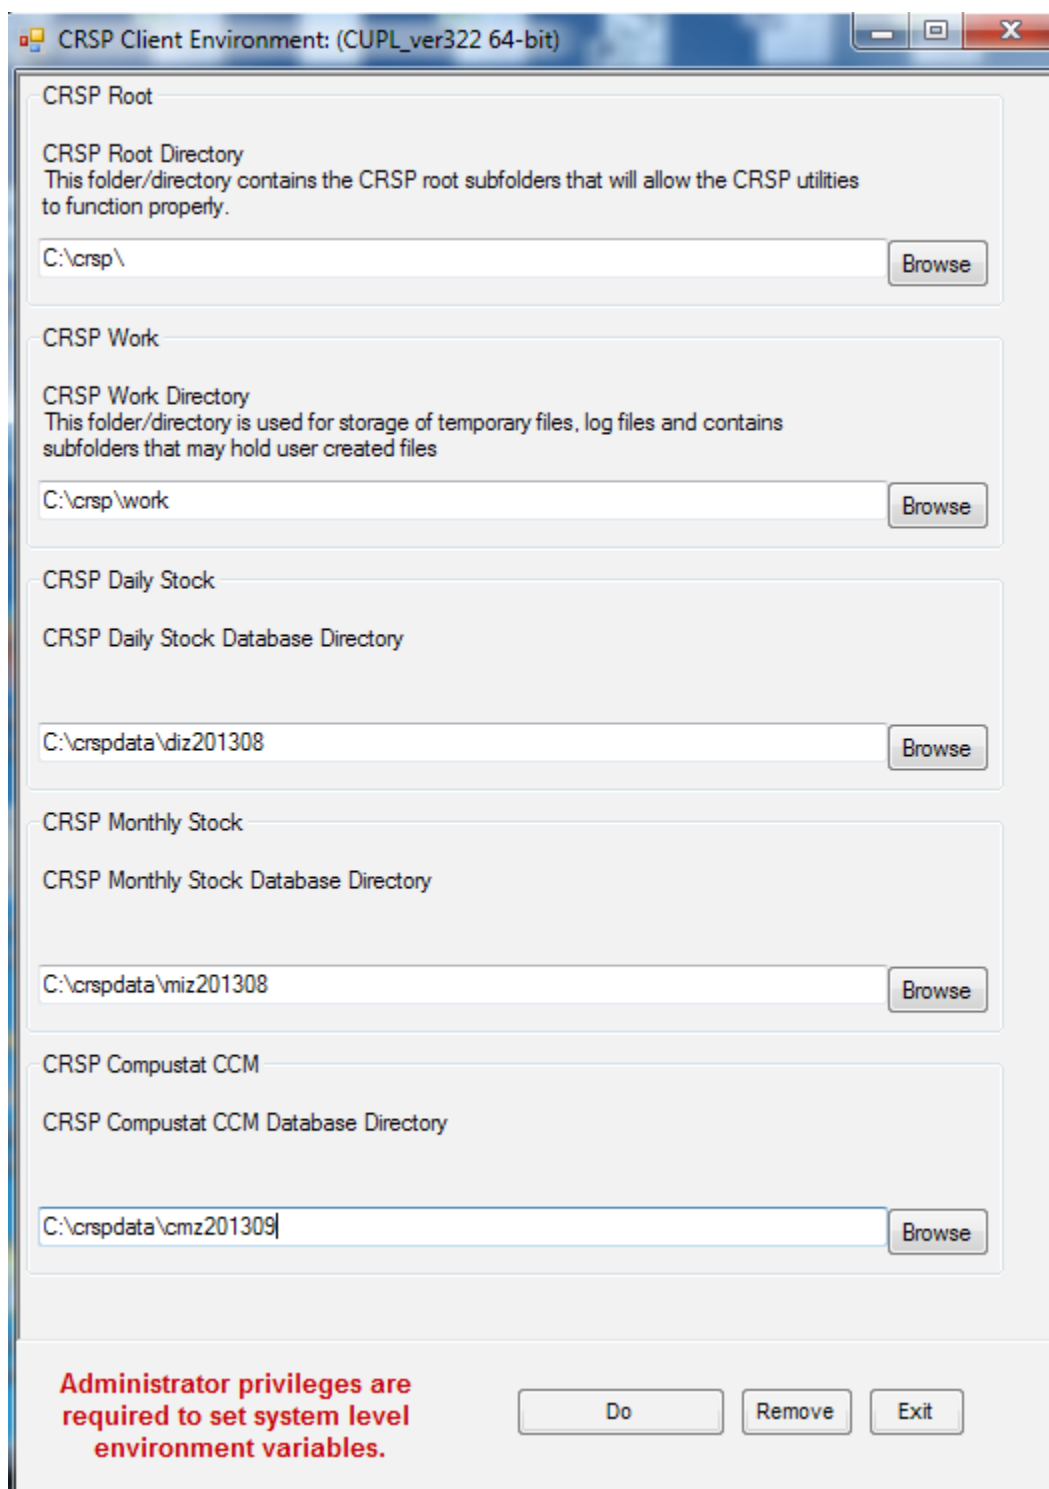 CRSP Client Environment: (CUPL_ver322 64-bit)
CRSP Root
CRSP Root Directory
This folder/directory contains the CRSP root subfolders that will allow the CRSP utilities
to function properly.
C:\crsp\
Browse
CRSP Work
CRSP Work Directory
This folder/directory is used for storage of temporary files, log files and contains
subfolders that may hold user created files
C:\crsp\work
Browse
CRSP Daily Stock
CRSP Daily Stock Database Directory
C:\crspdata\diz201308
Browse
CRSP Monthly Stock
CRSP Monthly Stock Database Directory
C:\crspdata\miz201308
Browse
CRSP Compustat CCM
CRSP Compustat CCM Database Directory
C:\crspdata\cmz201309
Browse
Administrator privileges are
required to set system level
environment variables.
Do
Remove
Exit